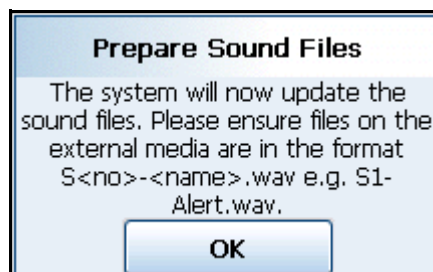 Prepare Sound Files
The system will now update the
sound files. Please ensure files on the
external media are in the format
S<no>-<name>.wav e.g. S1-
Alert.wav.
OK